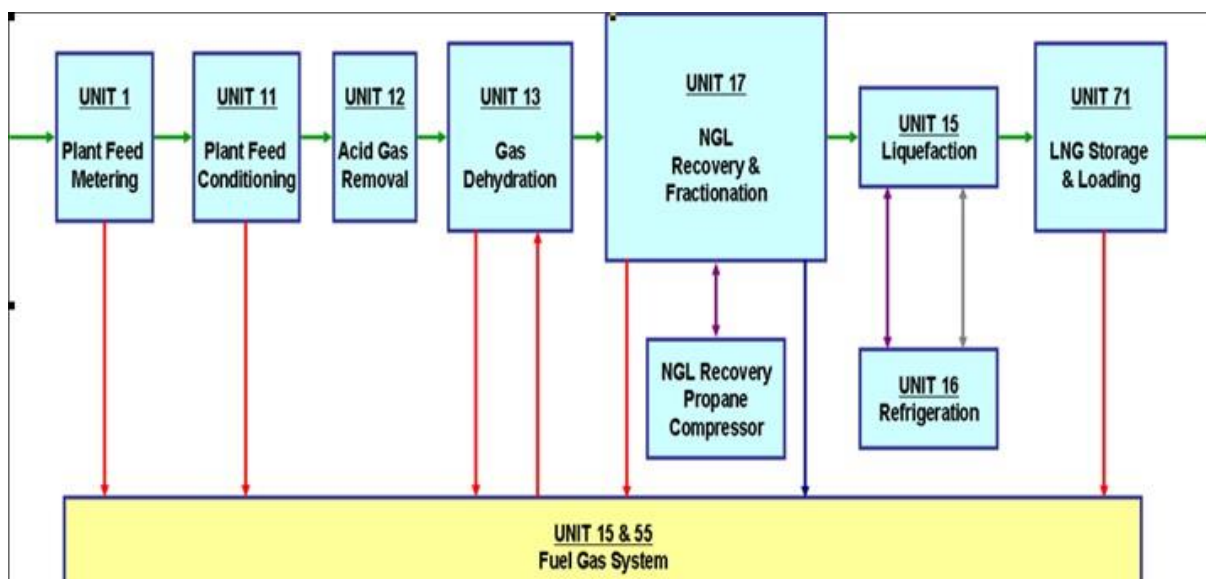 UNIT 1
Plant Feed
Metering
UNIT 11
Plant Feed
Conditioning
UNIT 12
Acid Gas
Removal
UNIT 13
Gas
Dehydration
UNIT 17
NGL
Recovery &
Fractionation
UNIT 15
Liquefaction
UNIT 71
LNG Storage
& Loading
NGL Recovery
Propane
Compressor
UNIT 16
Refrigeration
UNIT 15 & 55
Fuel Gas System